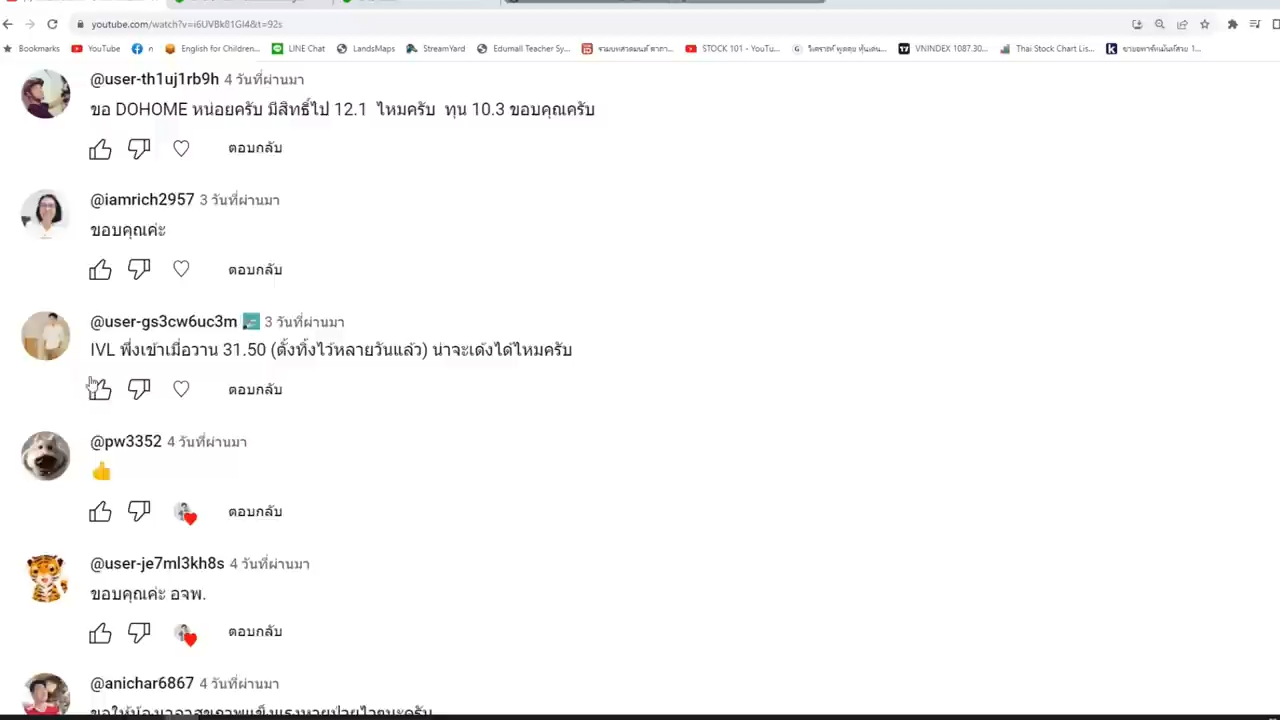 youtube.com/watch?v=i6UVBk81GI4&t=92s
Bookmarks YouTube n English for Children... LINE Chat LandsMaps StreamYard Edumall Teacher Sy... STOCK 101 - YouTu... VNINDEX 1087.30... Thai Stock Chart Lis...
@user-th1uj1rb9h 4 วันที่ผ่านมา
ขอ DOHOME หน่อยครับ มีสิทธิ์ไป 12.1 ไหมครับ ทุน 10.3 ขอบคุณครับ
ตอบกลับ
@iamrich2957 3 วันที่ผ่านมา
ขอบคุณค่ะ
ตอบกลับ
@user-gs3cw6uc3m 3 วันที่ผ่านมา
IVL พึ่งเข้าเมื่อวาน 31.50 (ตั้งทิ้งไว้หลายวันแล้ว) น่าจะเด้งได้ไหมครับ
ตอบกลับ
@pw3352 4 วันที่ผ่านมา
👍
ตอบกลับ
@user-je7ml3kh8s 4 วันที่ผ่านมา
ขอบคุณค่ะ อจพ.
ตอบกลับ
@anichar6867 4 วันที่ผ่านมา